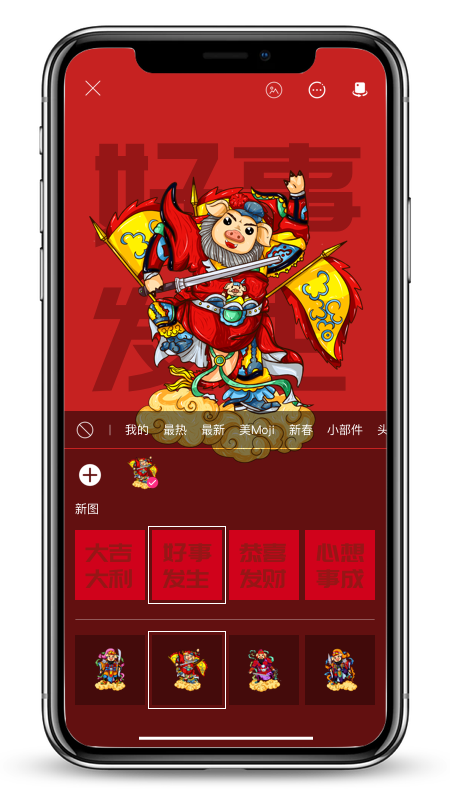 好事
发生
我的 最热 最新 美Moji 新春 小部件 头
新图
大吉 好事 恭喜 心想
大利 发生 发财 事成